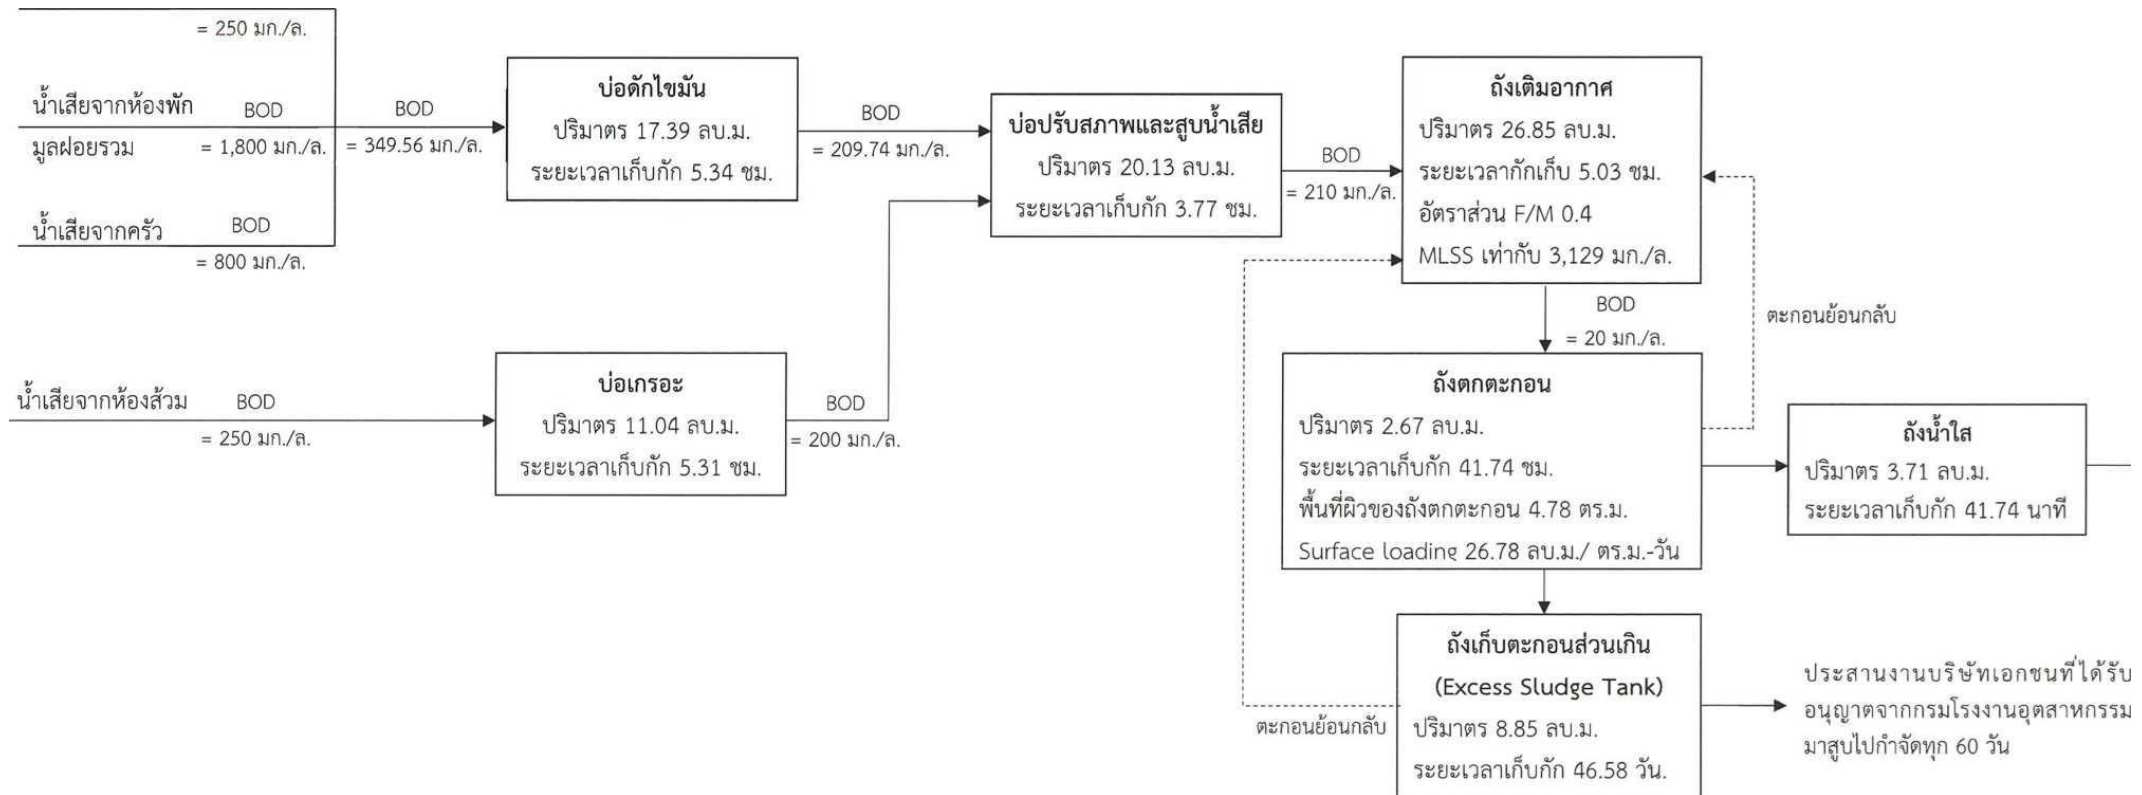 = 250 มก./ล.
น้ำเสียจากห้องพัก
มูลฝอยรวม
BOD
= 1,800 มก./ล.
BOD
= 349.56 มก./ล.
น้ำเสียจากครัว
BOD
= 800 มก./ล.
บ่อดักไขมัน
ปริมาตร 17.39 ลบ.ม.
ระยะเวลาเก็บกัก 5.34 ชม.
BOD
= 209.74 มก./ล.
น้ำเสียจากห้องส้วม
BOD
= 250 มก./ล.
บ่อเกรอะ
ปริมาตร 11.04 ลบ.ม.
ระยะเวลาเก็บกัก 5.31 ชม.
BOD
= 200 มก./ล.
บ่อปรับสภาพและสูบน้ำเสีย
ปริมาตร 20.13 ลบ.ม.
ระยะเวลาเก็บกัก 3.77 ชม.
BOD
= 210 มก./ล.
ถังเติมอากาศ
ปริมาตร 26.85 ลบ.ม.
ระยะเวลากักเก็บ 5.03 ชม.
อัตราส่วน F/M 0.4
MLSS เท่ากับ 3,129 มก./ล.
BOD
= 20 มก./ล.
ตะกอนย้อนกลับ
ถังตกตะกอน
ปริมาตร 2.67 ลบ.ม.
ระยะเวลาเก็บกัก 41.74 ชม.
พื้นที่ผิวของถังตกตะกอน 4.78 ตร.ม.
Surface loading 26.78 ลบ.ม./ ตร.ม.-วัน
ถังน้ำใส
ปริมาตร 3.71 ลบ.ม.
ระยะเวลาเก็บกัก 41.74 นาที
ถังเก็บตะกอนส่วนเกิน
(Excess Sludge Tank)
ปริมาตร 8.85 ลบ.ม.
ระยะเวลาเก็บกัก 46.58 วัน.
ตะกอนย้อนกลับ
ประสานงานบริษัทเอกชนที่ได้รับ
อนุญาตจากกรมโรงงานอุตสาหกรรม
มาสูบไปกำจัดทุก 60 วัน